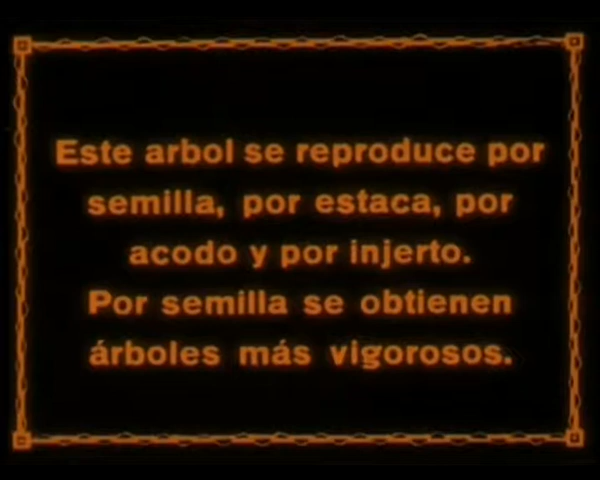 Este arbol se reproduce por
semilla, por estaca, por
acodo y por injerto.
Por semilla se obtienen
árboles más vigorosos.